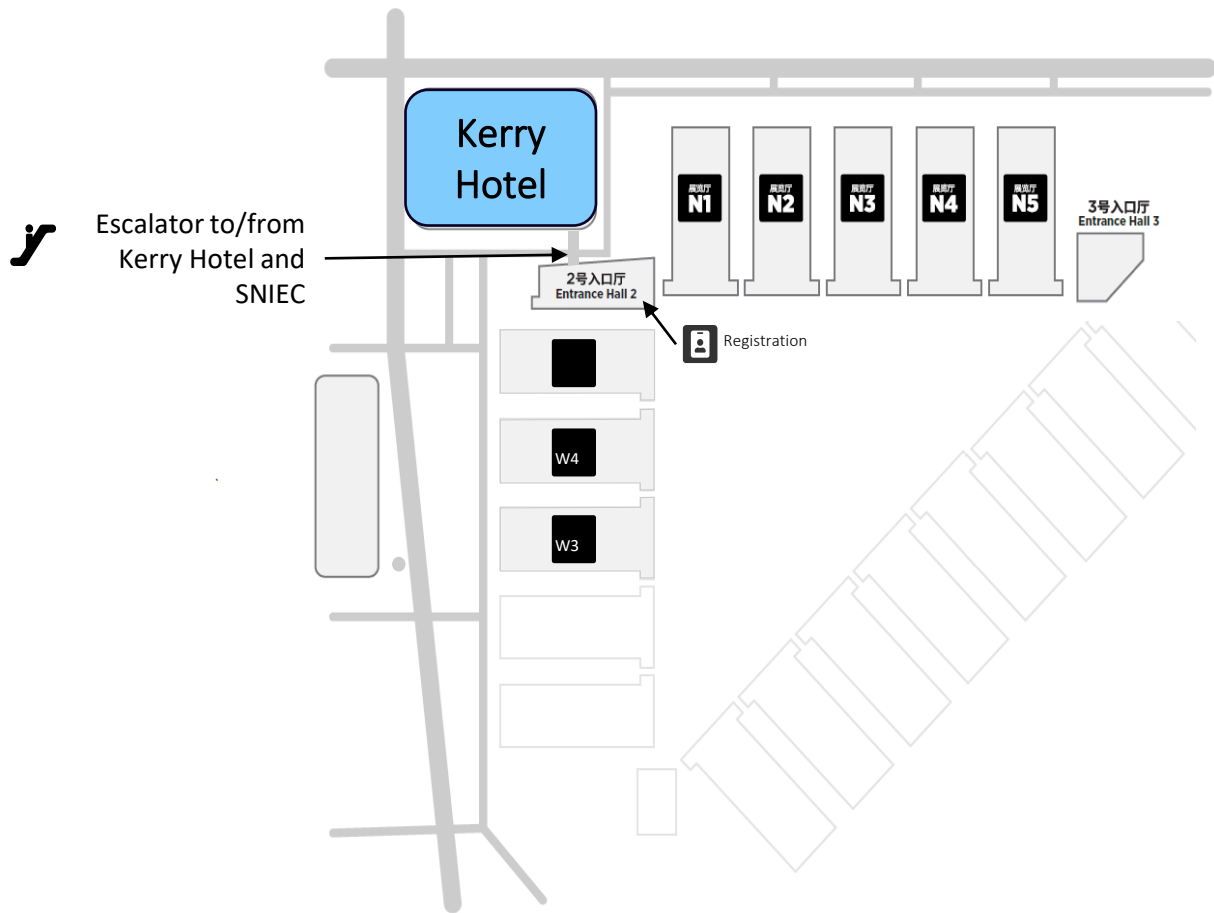 Kerry
Hotel
展览厅
N1
展览厅
N2
展览厅
N3
展览厅
N4
展览厅
N5
3号入口厅
Entrance Hall 3
Escalator to/from
Kerry Hotel and
SNIEC
2号入口厅
Entrance Hall 2
Registration
W4
W3